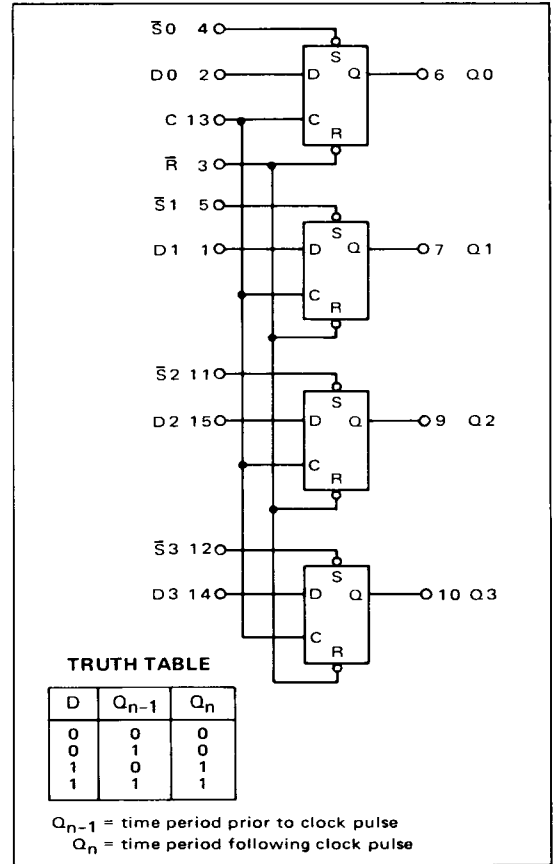 S̅0 4
S
D0 2 D Q 6 Q0
C 13 C
R
R̅ 3
S̅1 5
S
D1 1 D Q 7 Q1
C
R
S̅2 11
S
D2 15 D Q 9 Q2
C
R
S̅3 12
S
D3 14 D Q 10 Q3
C
R
TRUTH TABLE
D Qn-1 Qn
0 0 0
0 1 0
1 0 1
1 1 1
Qn-1 = time period prior to clock pulse
Qn = time period following clock pulse